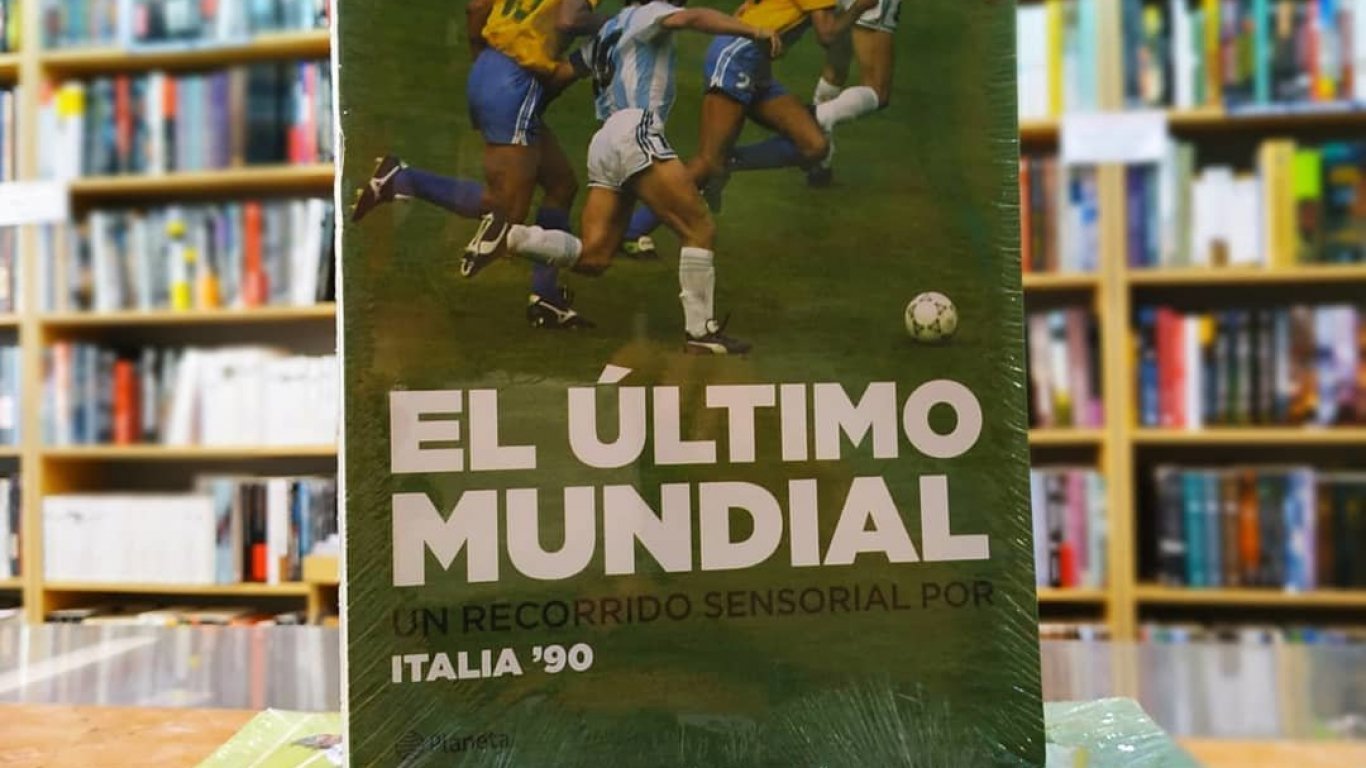 EL ÚLTIMO
MUNDIAL
UN RECORRIDO SENSORIAL POR
ITALIA ’90
Planeta